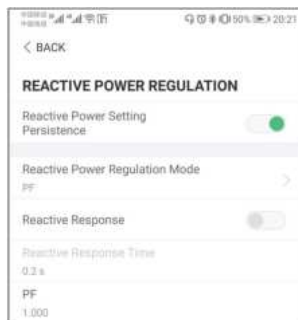 50% 20:21
< BACK
REACTIVE POWER REGULATION
Reactive Power Setting
Persistence
Reactive Power Regulation Mode
PF
Reactive Response
Reactive Response Time
0.2 s
PF
1.000